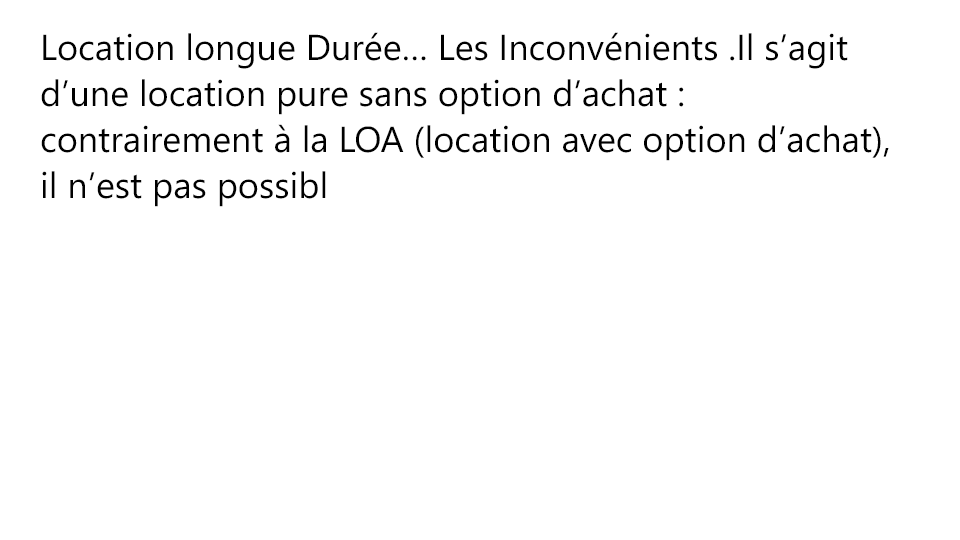 Location longue Durée… Les Inconvénients .Il s’agit
d’une location pure sans option d’achat :
contrairement à la LOA (location avec option d’achat),
il n’est pas possibl